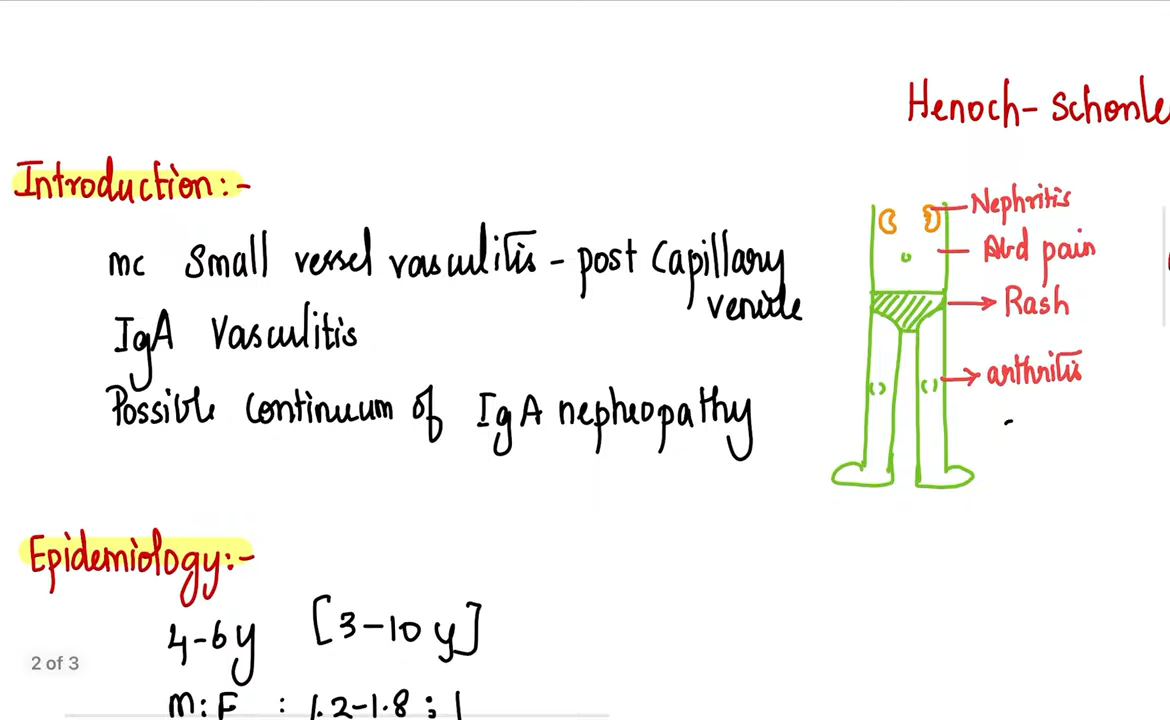 Henoch- Schonle
Introduction:-
mc small vessel vasculitis - post capillary
venule
IgA Vasculitis
Possible continuum of IgA nephropathy
Nephritis
Abd pain
Rash
arthritis
Epidemiology:-
4-6y [3-10 y]
2 of 3
M:F : 1.2-1.8 : 1